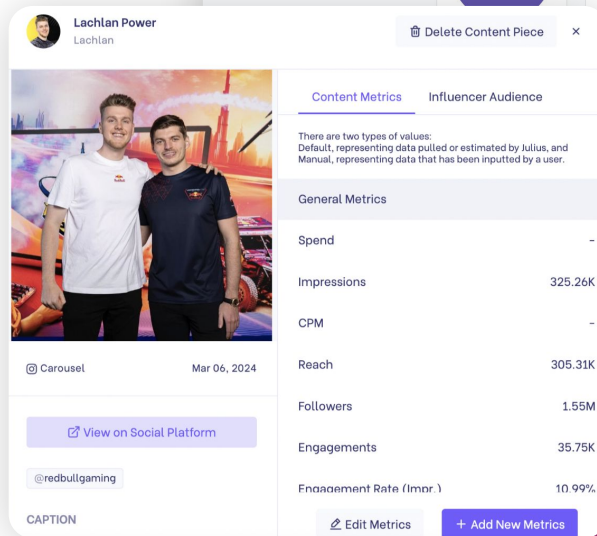 Lachlan Power
Lachlan
Delete Content Piece
Content Metrics Influencer Audience
There are two types of values:
Default, representing data pulled or estimated by Julius, and
Manual, representing data that has been inputted by a user.
General Metrics
Spend -
Impressions 325.26K
CPM -
Reach 305.31K
Followers 1.55M
Engagements 35.75K
Engagement Rate (Impr.) 10.99%
Carousel Mar 06, 2024
View on Social Platform
@redbullgaming
CAPTION
Edit Metrics
+ Add New Metrics